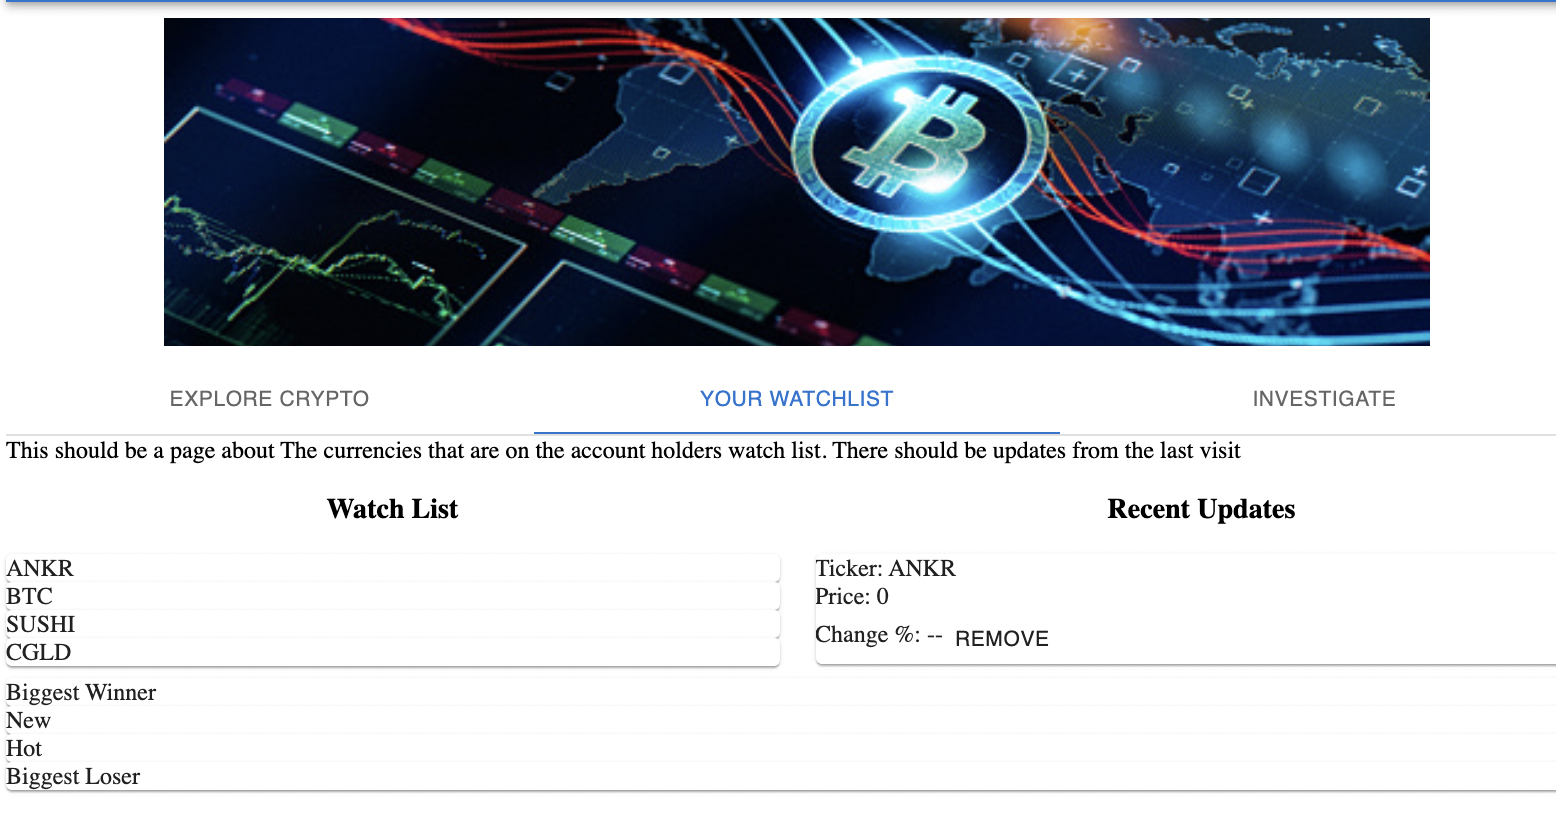 EXPLORE CRYPTO
YOUR WATCHLIST
INVESTIGATE
This should be a page about The currencies that are on the account holders watch list. There should be updates from the last visit
Watch List
ANKR
BTC
SUSHI
CGLD
Recent Updates
Ticker: ANKR
Price: 0
Change %: -- REMOVE
Biggest Winner
New
Hot
Biggest Loser